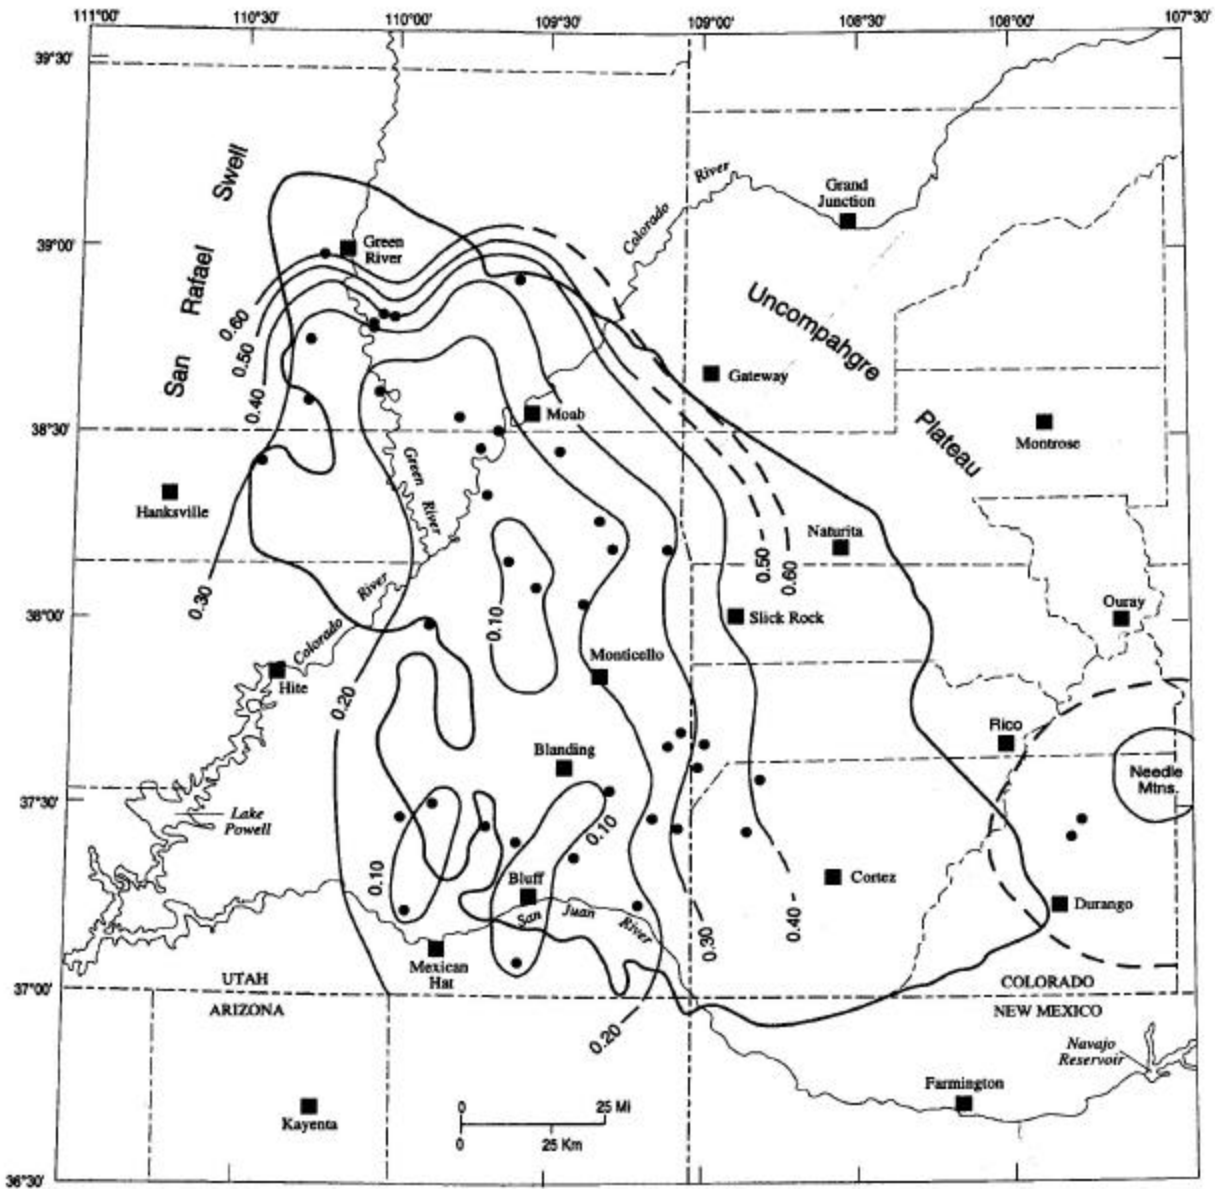 111°00' 110°30' 110°00' 109°30' 109°00' 108°30' 108°00' 107°30'
39°30'
San Rafael Swell
River
Grand
Junction
Colorado
39°00'
Green
River
Uncompahgre
Plateau
0.60
0.50
0.40
Gateway
Moab
38°30'
Montrose
Green
River
Hanksville
Naturita
0.50
0.60
River
0.30
0.10
38°00'
Ouray
Slick Rock
Colorado
Monticello
Hite
0.20
Rico
Blanding
Needle
Mtns.
37°30'
Lake
Powell
0.10
0.10
Bluff
Cortez
San Juan River
Durango
0.30
0.40
Mexican
Hat
UTAH
COLORADO
37°00'
ARIZONA
NEW MEXICO
0.20
Navajo
Reservoir
Farmington
0 25 Mi
Kayenta
0 25 Km
36°30'